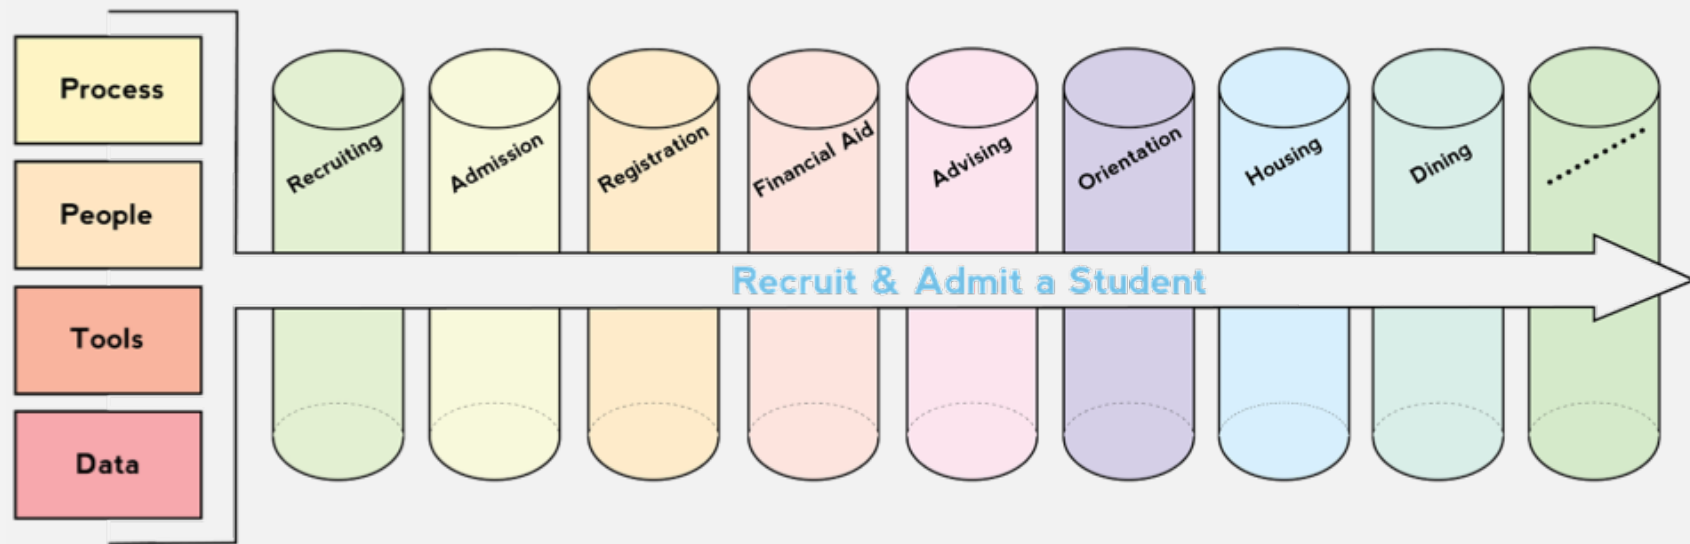 Process
People
Tools
Data
Recruiting
Admission
Registration
Financial Aid
Advising
Orientation
Housing
Dining
..........
Recruit & Admit a Student